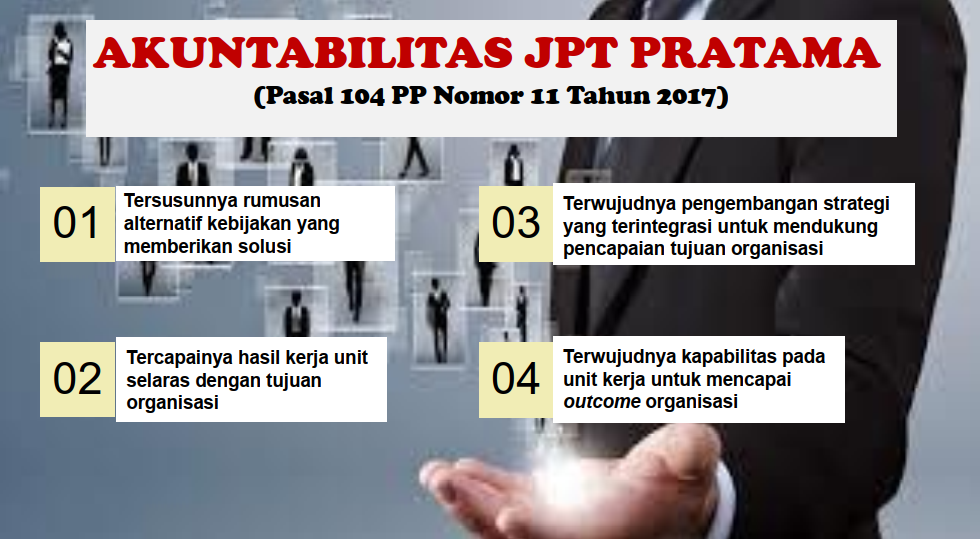 AKUNTABILITAS JPT PRATAMA
(Pasal 104 PP Nomor 11 Tahun 2017)
01
Tersusunnya rumusan
alternatif kebijakan yang
memberikan solusi
02
Tercapainya hasil kerja unit
selaras dengan tujuan
organisasi
03
Terwujudnya pengembangan strategi
yang terintegrasi untuk mendukung
pencapaian tujuan organisasi
04
Terwujudnya kapabilitas pada
unit kerja untuk mencapai
outcome organisasi